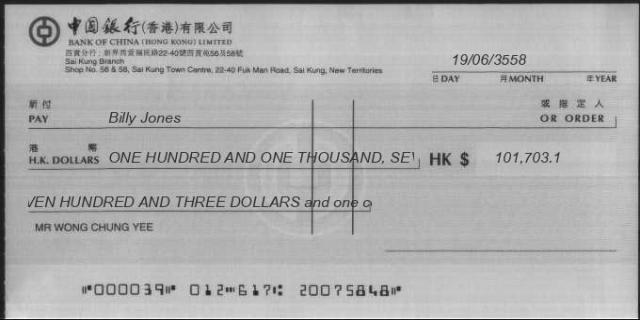 中國銀行(香港)有限公司
BANK OF CHINA (HONG KONG) LIMITED
西貢分行: 新界西貢福民路22-40號西貢苑56及58號
Sai Kung Branch
Shop No. 56 & 58, Sai Kung Town Centre, 22-40 Fuk Man Road, Sai Kung, New Territories
19/06/3558
日 DAY 月 MONTH 年 YEAR
祈付 或指定人
PAY Billy Jones OR ORDER
港幣
H.K. DOLLARS ONE HUNDRED AND ONE THOUSAND, SEV HK $ 101,703.1
VEN HUNDRED AND THREE DOLLARS and one c
MR WONG CHUNG YEE
⑈000039⑈ 012⑉617⑆ 20075848⑈